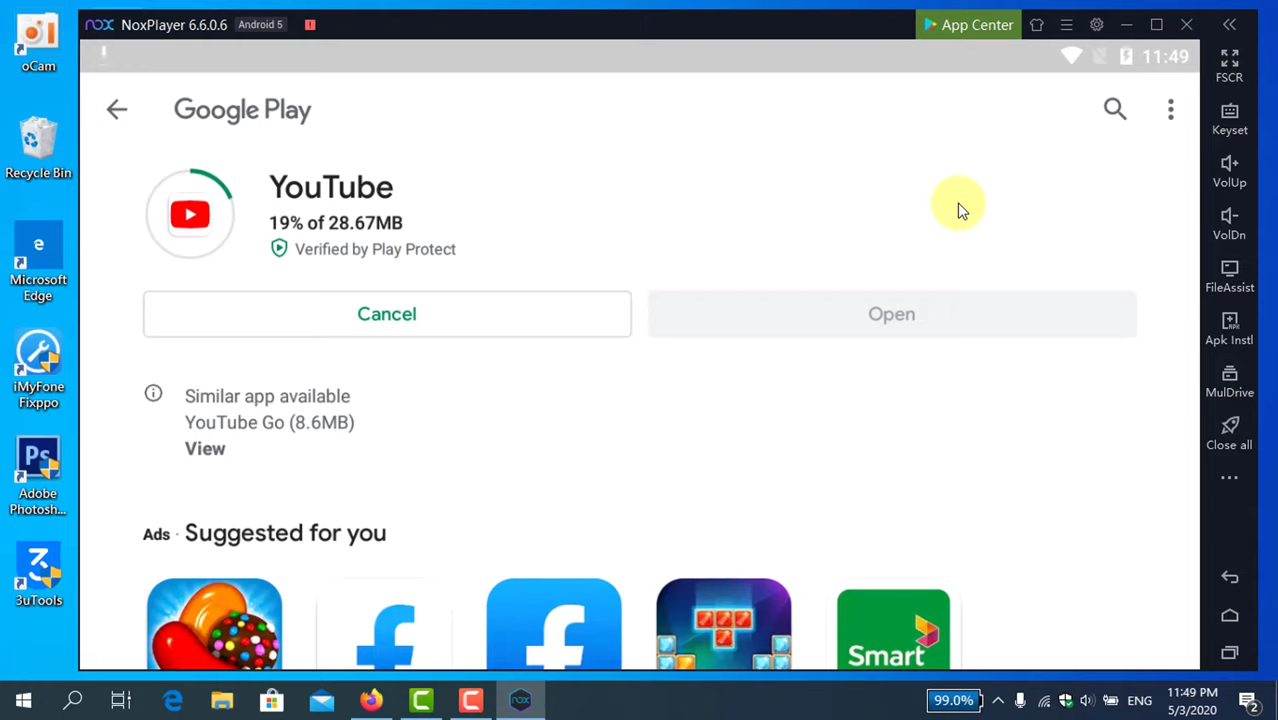 oCam
Recycle Bin
Microsoft
Edge
iMyFone
Fixppo
Ps
Adobe
Photosh...
3uTools
nox NoxPlayer 6.6.0.6 Android 5
App Center
11:49
Google Play
YouTube
19% of 28.67MB
Verified by Play Protect
Cancel
Open
Similar app available
YouTube Go (8.6MB)
View
Ads · Suggested for you
Smart
FSCR
Keyset
VolUp
VolDn
FileAssist
Apk Instl
MulDrive
Close all
99.0%
ENG
11:49 PM
5/3/2020
2